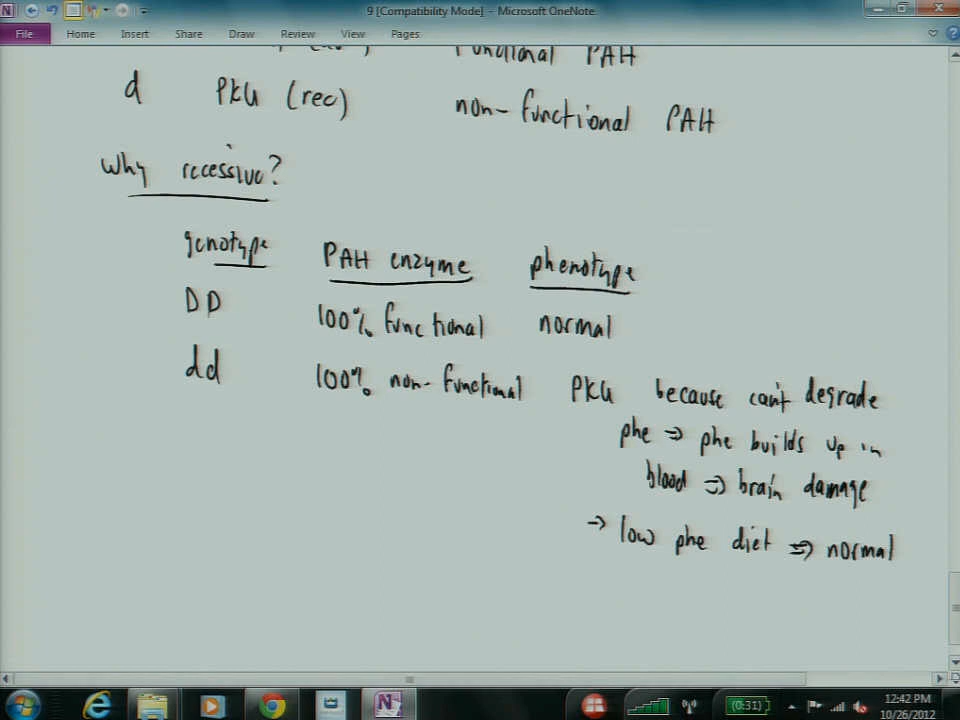 9 [Compatibility Mode] - Microsoft OneNote
File Home Insert Share Draw Review View Pages
functional PAH
d PKU (rec) non-functional PAH
Why recessive?
genotype PAH enzyme phenotype
DD 100% functional normal
dd 100% non-functional PKU because can't degrade
phe ⇒ phe builds up in
blood ⇒ brain damage
→ low phe diet ⇒ normal
(0:31)
12:42 PM
10/26/2012